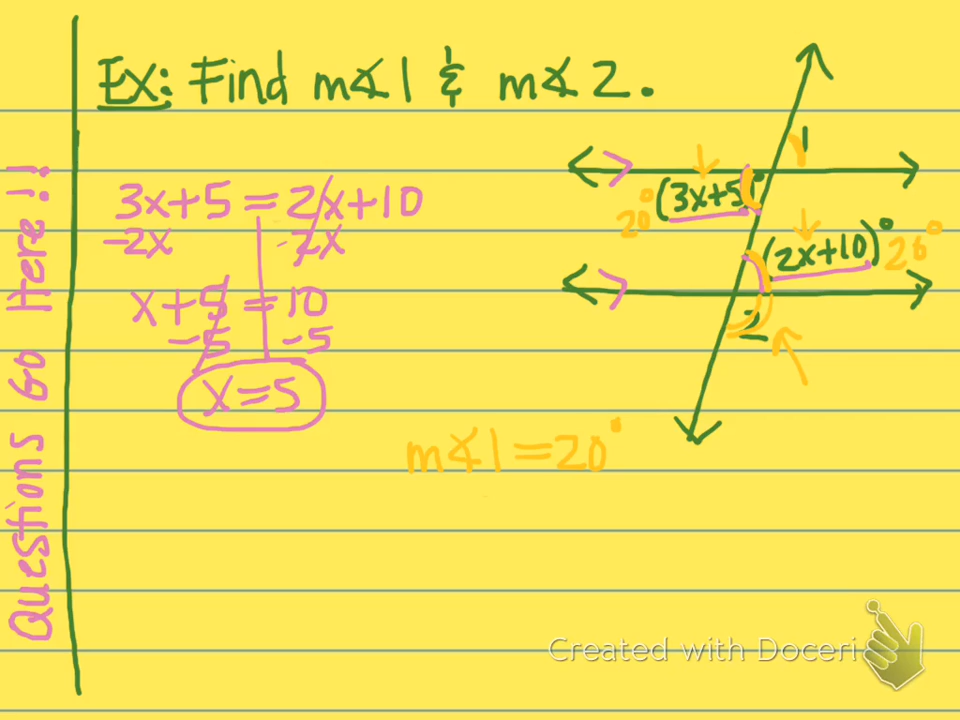 Ex: Find m∡1 & m∡2.
Questions Go Here!!
3x+5 = 2x+10
-2x -2x
x+5 = 10
-5 -5
x=5
m∡1=20°
1
20° (3x+5)°
(2x+10)° 20°
2
Created with Doceri